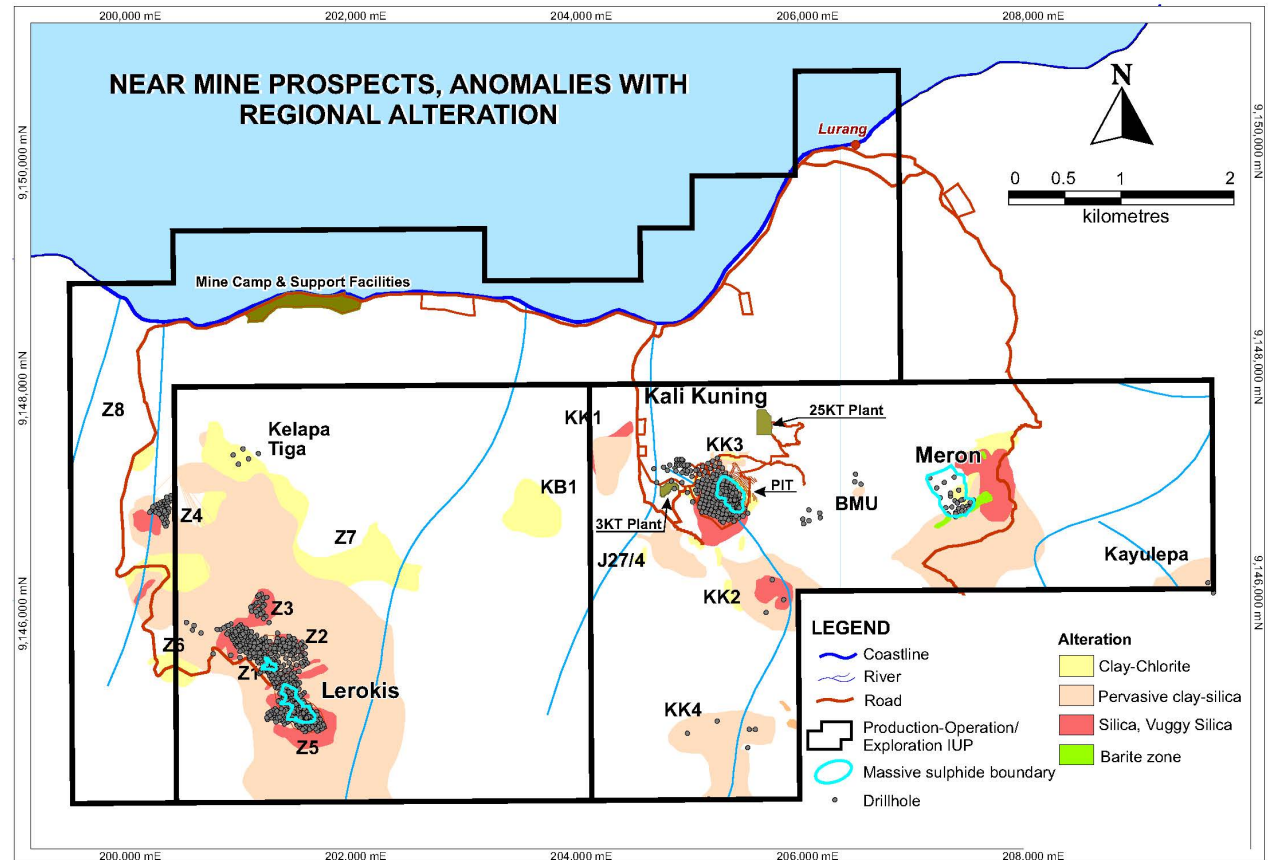 200,000 mE
202,000 mE
204,000 mE
206,000 mE
208,000 mE
NEAR MINE PROSPECTS, ANOMALIES WITH
REGIONAL ALTERATION
N
9,150,000 mN
9,150,000 mN
Lurang
0 0.5 1 2
kilometres
Mine Camp & Support Facilities
9,148,000 mN
9,148,000 mN
Z8
Kelapa
Tiga
KK1
Kali Kuning
25KT Plant
KK3
Meron
KB1
PIT
BMU
Z4
3KT Plant
Z7
J27/4
Kayulepa
KK2
9,146,000 mN
9,146,000 mN
Z3
Z6
Z2
Z1
Lerokis
Z5
KK4
LEGEND
Coastline
River
Road
Production-Operation/
Exploration IUP
Massive sulphide boundary
Drillhole
Alteration
Clay-Chlorite
Pervasive clay-silica
Silica, Vuggy Silica
Barite zone
200,000 mE
202,000 mE
204,000 mE
206,000 mE
208,000 mE